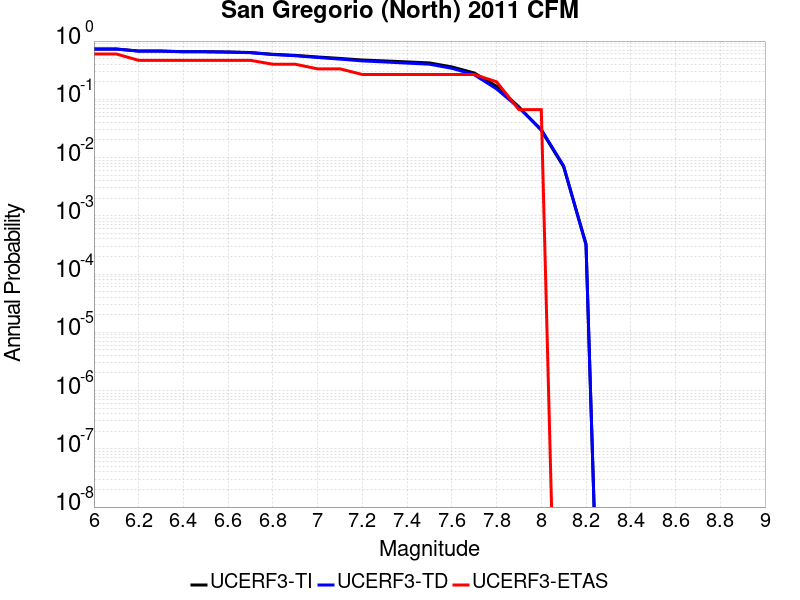 San Gregorio (North) 2011 CFM
10^0
10^-1
10^-2
10^-3
10^-4
10^-5
10^-6
10^-7
10^-8
Annual Probability
6 6.2 6.4 6.6 6.8 7 7.2 7.4 7.6 7.8 8 8.2 8.4 8.6 8.8 9
Magnitude
UCERF3-TI UCERF3-TD UCERF3-ETAS